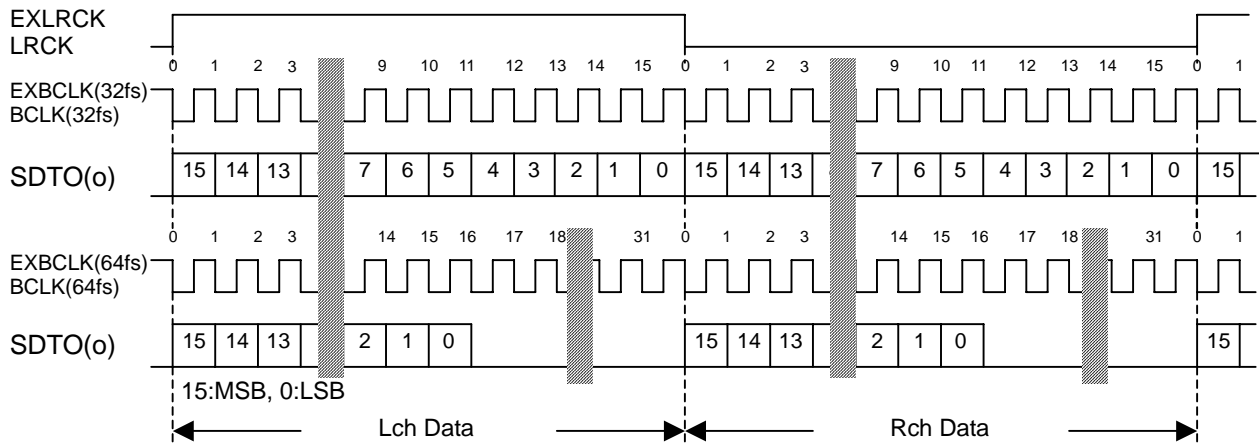 EXLRCK
LRCK
0 1 2 3 9 10 11 12 13 14 15 0 1 2 3 9 10 11 12 13 14 15 0 1
EXBCLK(32fs)
BCLK(32fs)
SDTO(o) 15 14 13 7 6 5 4 3 2 1 0 15 14 13 7 6 5 4 3 2 1 0 15
0 1 2 3 14 15 16 17 18 31 0 1 2 3 14 15 16 17 18 31 0 1
EXBCLK(64fs)
BCLK(64fs)
SDTO(o) 15 14 13 2 1 0 15 14 13 2 1 0 15
15:MSB, 0:LSB
Lch Data Rch Data